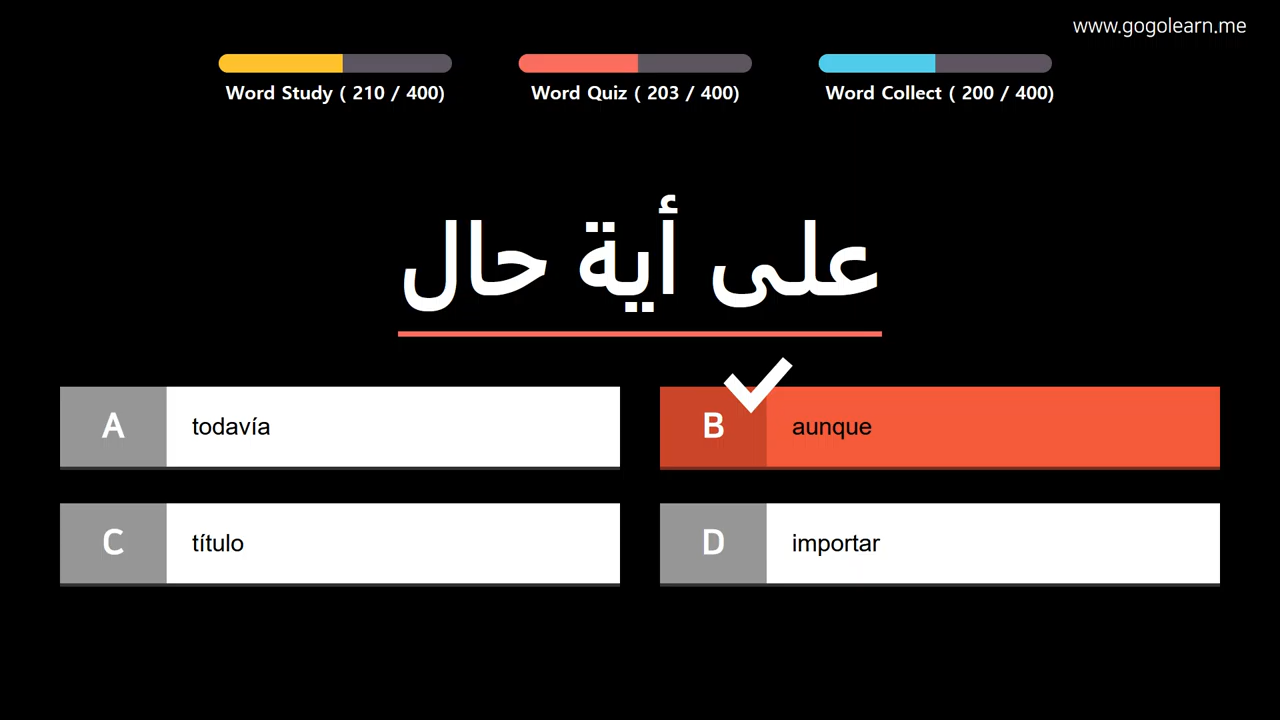 www.gogolearn.me
Word Study ( 210 / 400)
Word Quiz ( 203 / 400)
Word Collect ( 200 / 400)
على أية حال
A
todavía
B
aunque
C
título
D
importar